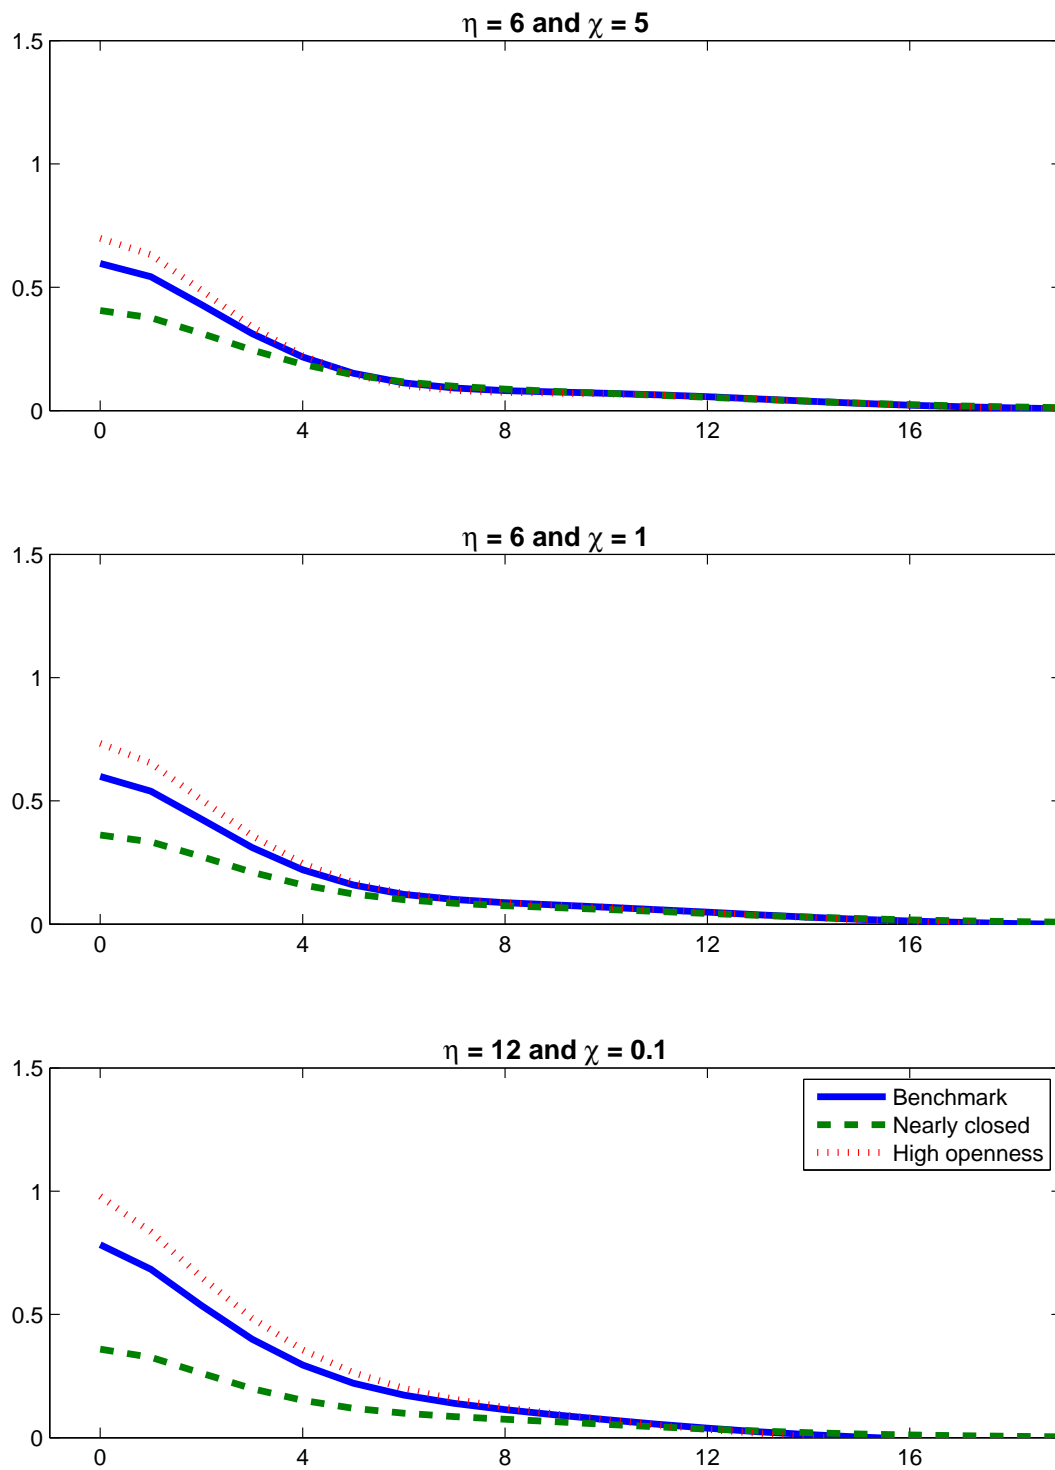 η = 6 and χ = 5
1.5
1
0.5
0
0 4 8 12 16
η = 6 and χ = 1
1.5
1
0.5
0
0 4 8 12 16
η = 12 and χ = 0.1
1.5
Benchmark
Nearly closed
High openness
1
0.5
0
0 4 8 12 16